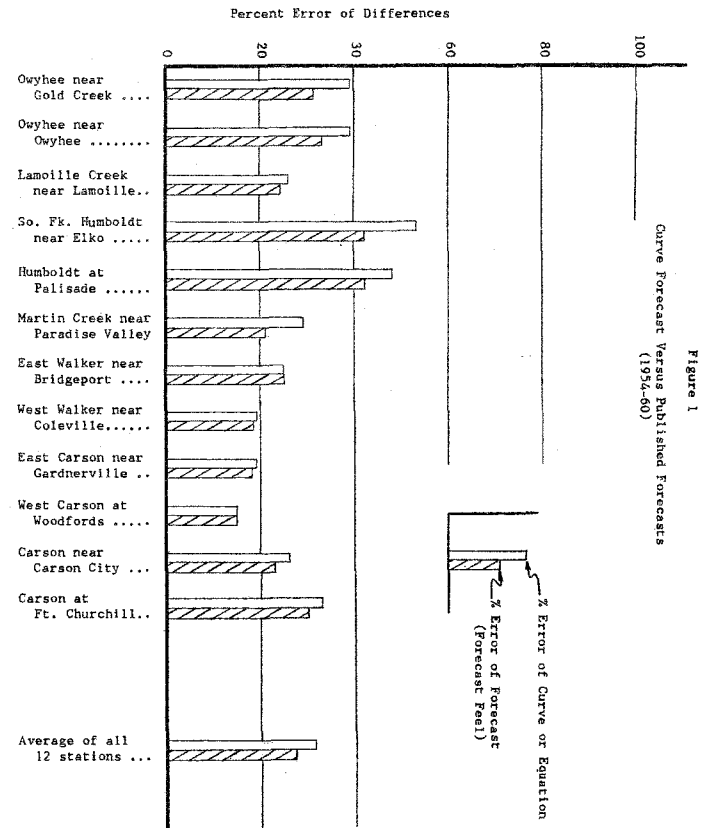 Percent Error of Differences
0
20
30
60
80
100
Owyhee near
Gold Creek ....
Owyhee near
Owyhee ........
Lamoille Creek
near Lamoille..
So. Fk. Humboldt
near Elko .....
Humboldt at
Palisade ......
Martin Creek near
Paradise Valley
East Walker near
Bridgeport ....
West Walker near
Coleville......
East Carson near
Gardnerville ..
West Carson at
Woodfords .....
Carson near
Carson City ...
Carson at
Ft. Churchill..
Average of all
12 stations ...
Figure 1
Curve Forecast Versus Published Forecasts
(1954-60)
% Error of Curve or Equation
% Error of Forecast
(Forecast Feel)